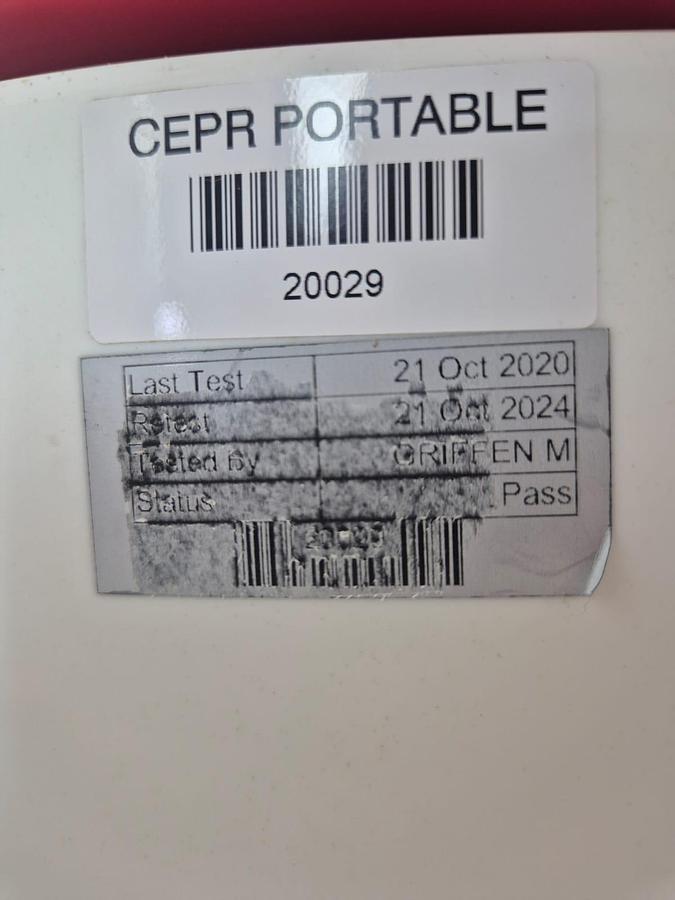 CEPR PORTABLE
20029
Last Test 21 Oct 2020
Retest 21 Oct 2024
Tested By GRIFFEN M
Status Pass